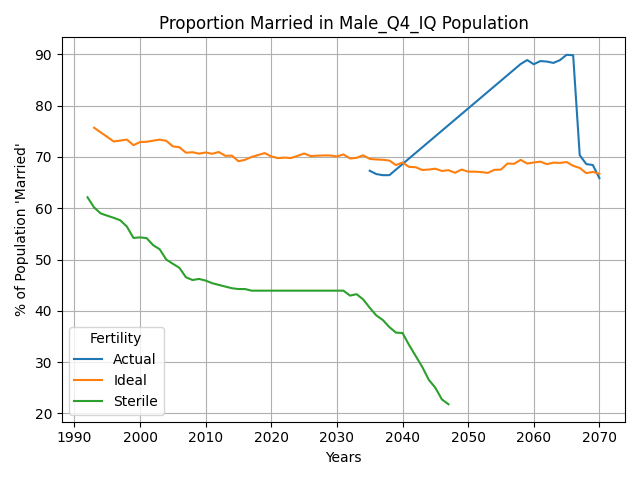 Proportion Married in Male_Q4_IQ Population
% of Population 'Married'
90
80
70
60
50
40
30
20
Fertility
Actual
Ideal
Sterile
1990 2000 2010 2020 2030 2040 2050 2060 2070
Years